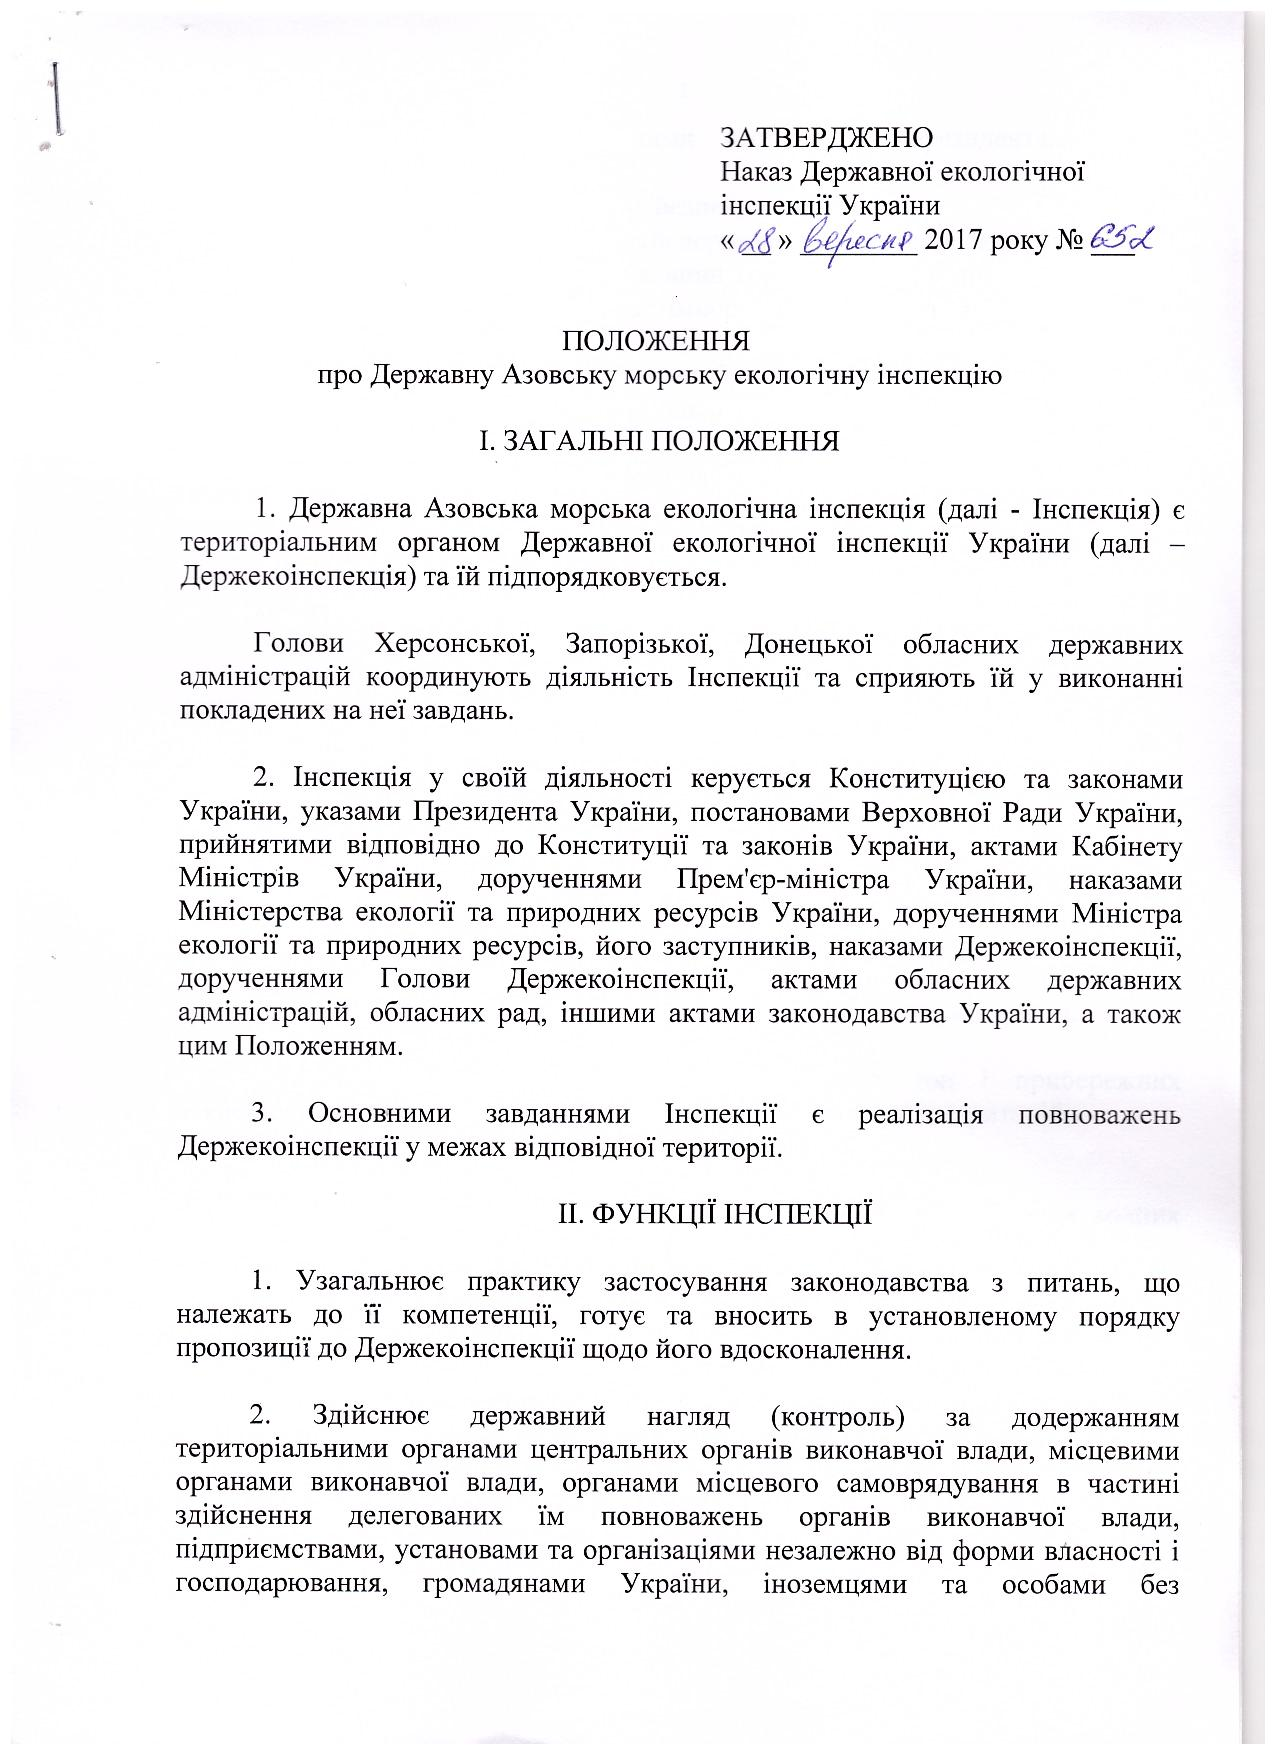 ЗАТВЕРДЖЕНО
Наказ Державної екологічної
інспекції України
«28» вересня 2017 року № 652
ПОЛОЖЕННЯ
про Державну Азовську морську екологічну інспекцію
І. ЗАГАЛЬНІ ПОЛОЖЕННЯ
1. Державна Азовська морська екологічна інспекція (далі - Інспекція) є
територіальним органом Державної екологічної інспекції України (далі –
Держекоінспекція) та їй підпорядковується.
Голови Херсонської, Запорізької, Донецької обласних державних
адміністрацій координують діяльність Інспекції та сприяють їй у виконанні
покладених на неї завдань.
2. Інспекція у своїй діяльності керується Конституцією та законами
України, указами Президента України, постановами Верховної Ради України,
прийнятими відповідно до Конституції та законів України, актами Кабінету
Міністрів України, дорученнями Прем'єр-міністра України, наказами
Міністерства екології та природних ресурсів України, дорученнями Міністра
екології та природних ресурсів, його заступників, наказами Держекоінспекції,
дорученнями Голови Держекоінспекції, актами обласних державних
адміністрацій, обласних рад, іншими актами законодавства України, а також
цим Положенням.
3. Основними завданнями Інспекції є реалізація повноважень
Держекоінспекції у межах відповідної території.
ІІ. ФУНКЦІЇ ІНСПЕКЦІЇ
1. Узагальнює практику застосування законодавства з питань, що
належать до її компетенції, готує та вносить в установленому порядку
пропозиції до Держекоінспекції щодо його вдосконалення.
2. Здійснює державний нагляд (контроль) за додержанням
територіальними органами центральних органів виконавчої влади, місцевими
органами виконавчої влади, органами місцевого самоврядування в частині
здійснення делегованих їм повноважень органів виконавчої влади,
підприємствами, установами та організаціями незалежно від форми власності і
господарювання, громадянами України, іноземцями та особами без